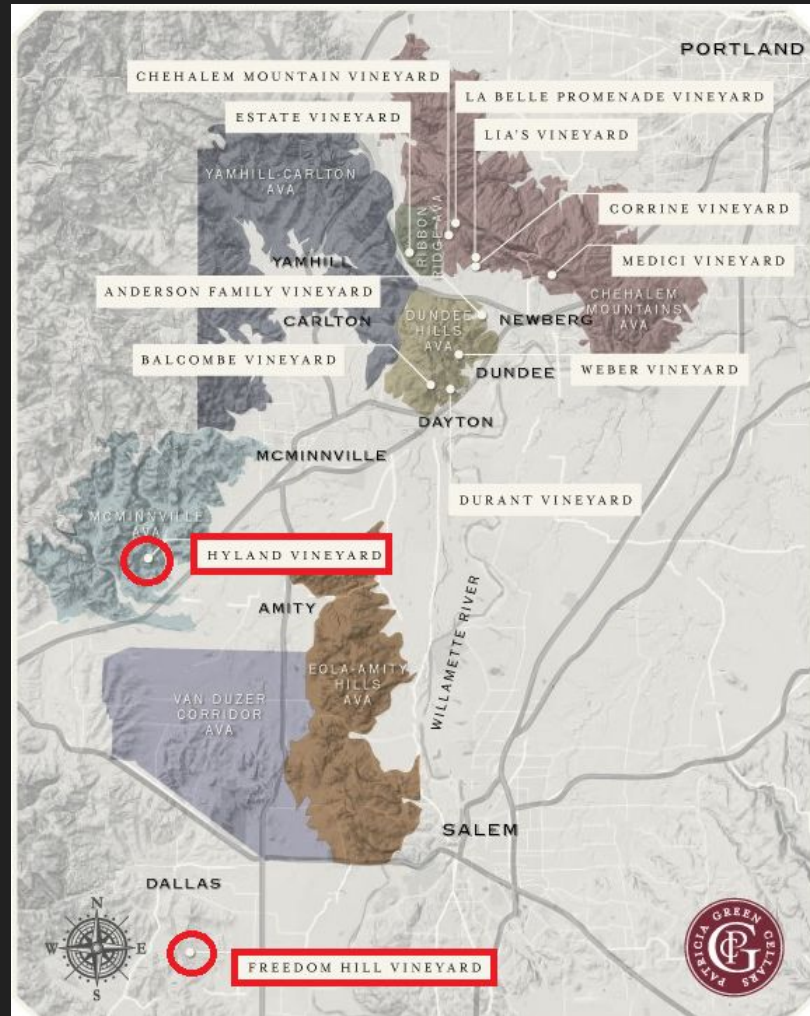 PORTLAND
CHEHALEM MOUNTAIN VINEYARD
LA BELLE PROMENADE VINEYARD
ESTATE VINEYARD
LIA'S VINEYARD
YAMHILL-CARLTON
AVA
RIBBON
RIDGE AVA
CORRINE VINEYARD
YAMHILL
MEDICI VINEYARD
ANDERSON FAMILY VINEYARD
CHEHALEM
MOUNTAINS
AVA
CARLTON
DUNDEE
HILLS
AVA
NEWBERG
BALCOMBE VINEYARD
DUNDEE
WEBER VINEYARD
DAYTON
MCMINNVILLE
DURANT VINEYARD
MCMINNVILLE
AVA
HYLAND VINEYARD
AMITY
WILLAMETTE RIVER
EOLA-AMITY
HILLS
AVA
VAN DUZER
CORRIDOR
AVA
SALEM
DALLAS
N
W
E
S
FREEDOM HILL VINEYARD
PATRICIA GREEN CELLARS
PGC